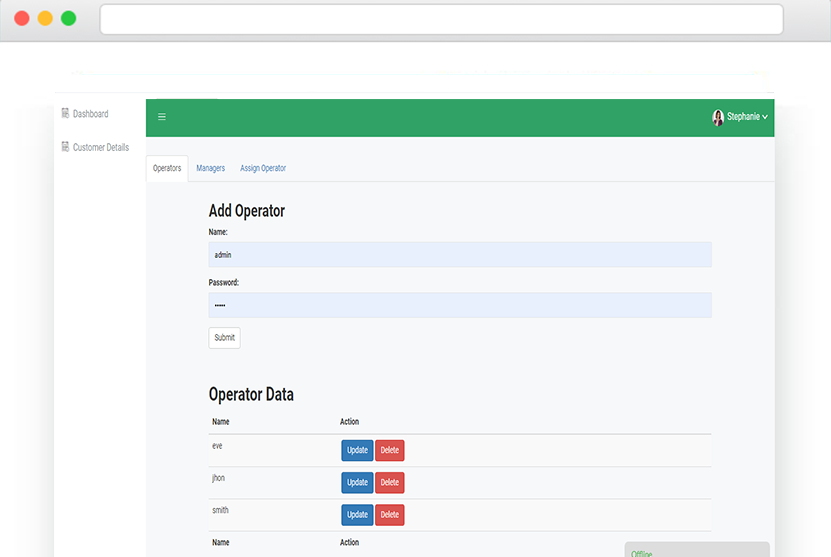 Dashboard
Customer Details
Stephanie
Operators Managers Assign Operator
Add Operator
Name:
admin
Password:
•••••
Submit
Operator Data
Name Action
eve Update Delete
jhon Update Delete
smith Update Delete
Name Action
Offline